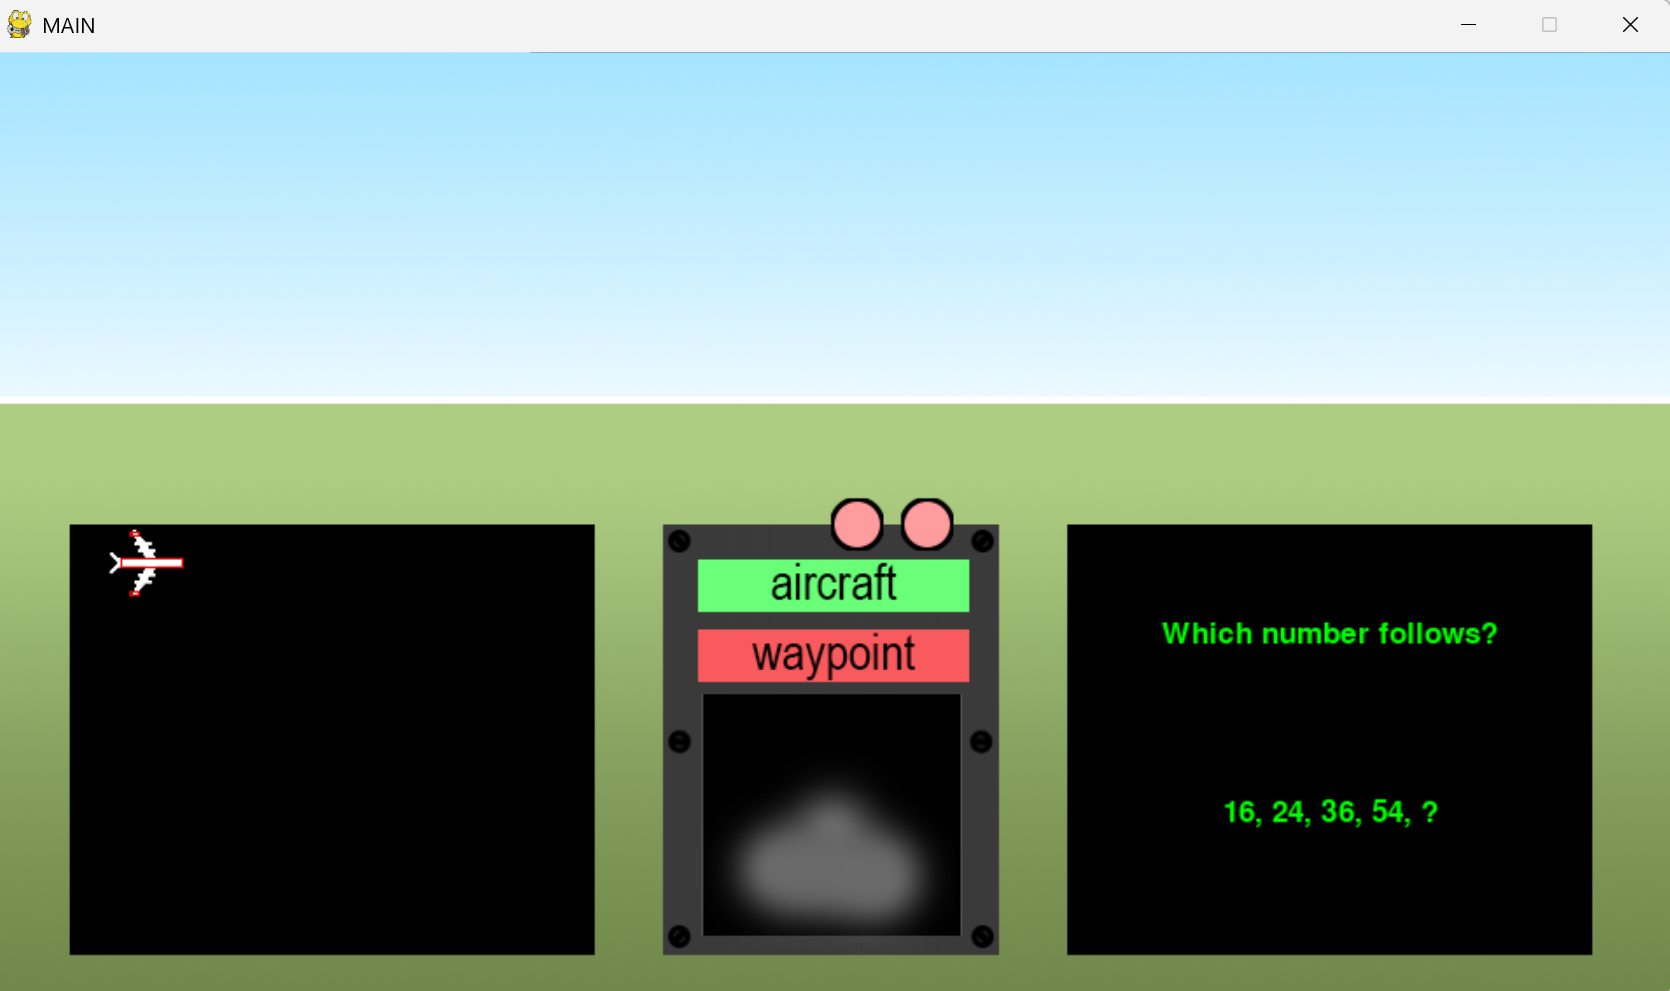 MAIN
aircraft
waypoint
Which number follows?
16, 24, 36, 54, ?